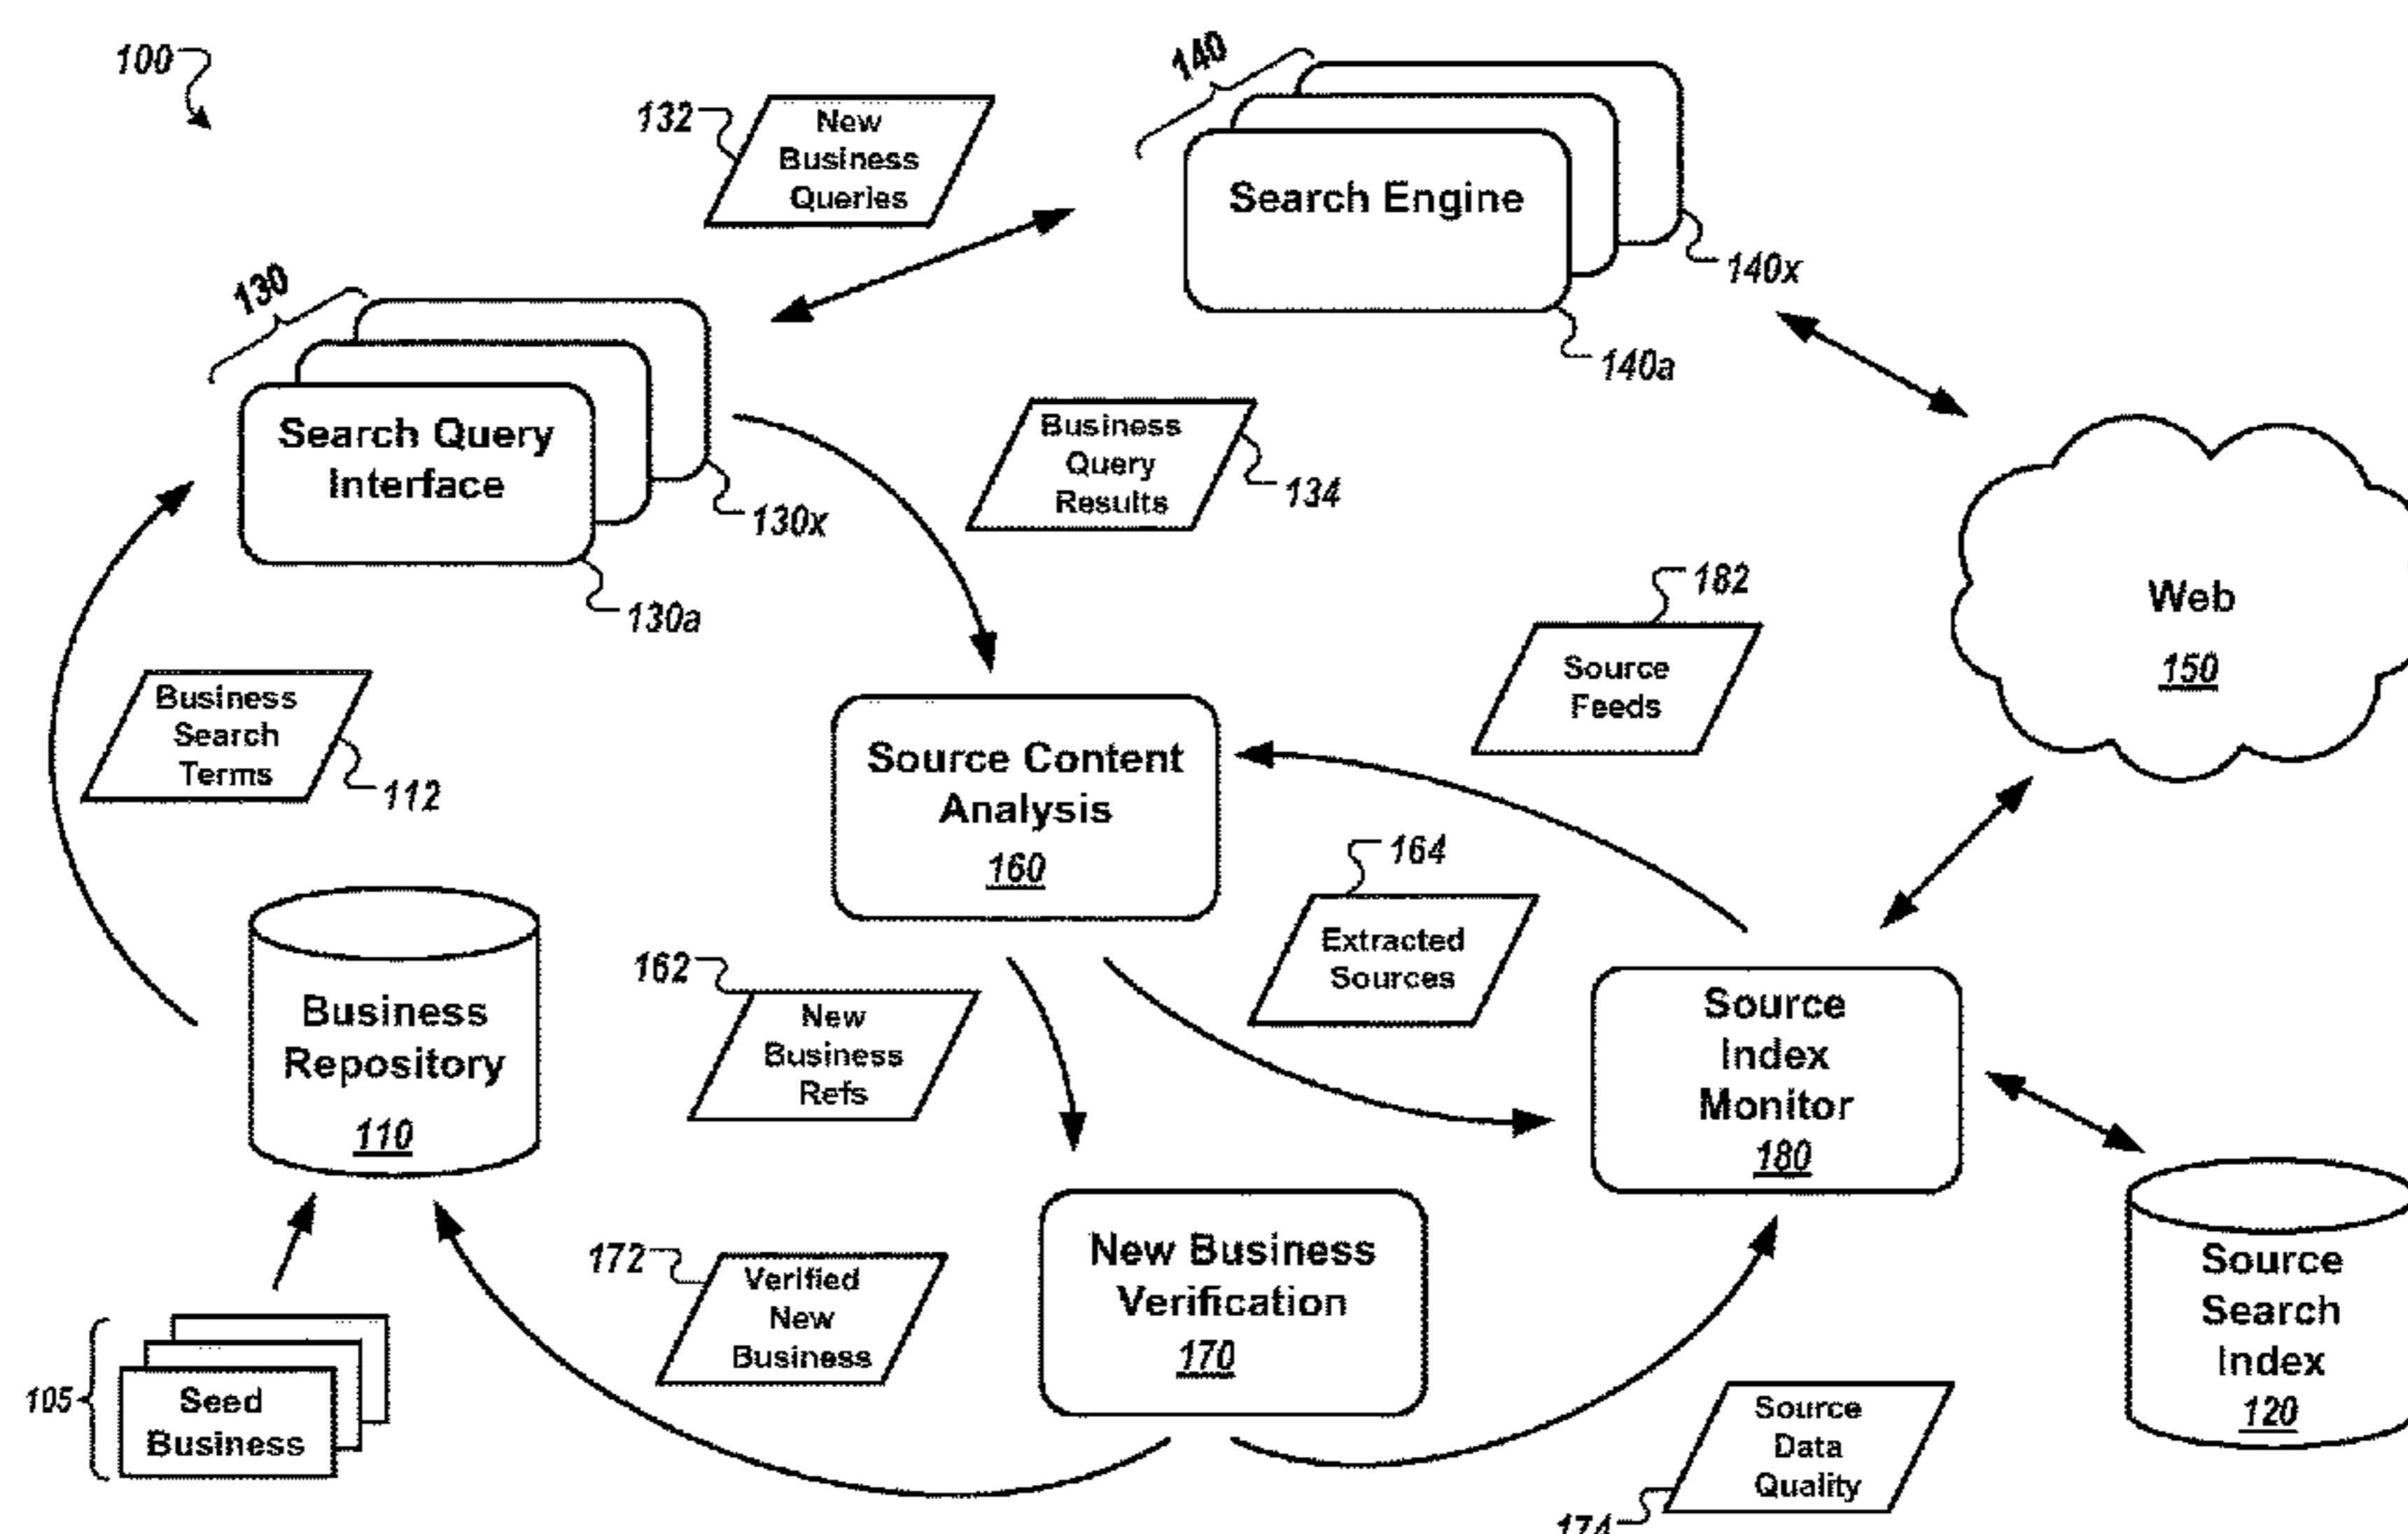 100
132
New
Business
Queries
140
Search Engine
140x
140a
130
Search Query
Interface
130x
130a
Business
Query
Results
134
182
Source
Feeds
Web
150
Business
Search
Terms
112
Source Content
Analysis
160
164
Extracted
Sources
162
New
Business
Refs
Business
Repository
110
Source
Index
Monitor
180
172
Verified
New
Business
New Business
Verification
170
Source
Search
Index
120
105
Seed
Business
Source
Data
Quality
174